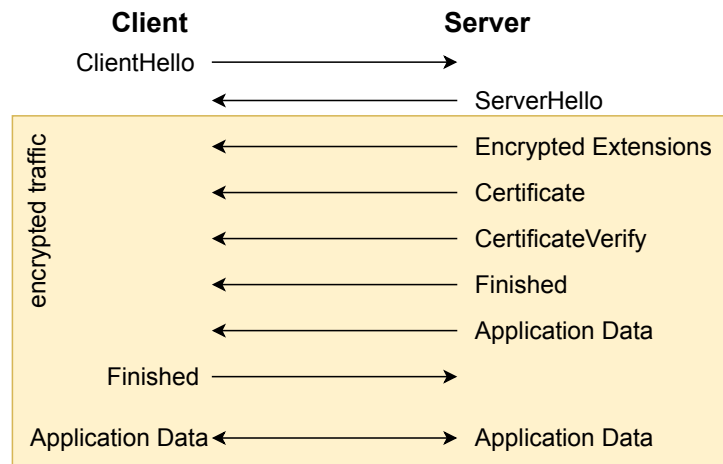 Client Server
ClientHello
ServerHello
encrypted traffic
Encrypted Extensions
Certificate
CertificateVerify
Finished
Application Data
Finished
Application Data Application Data